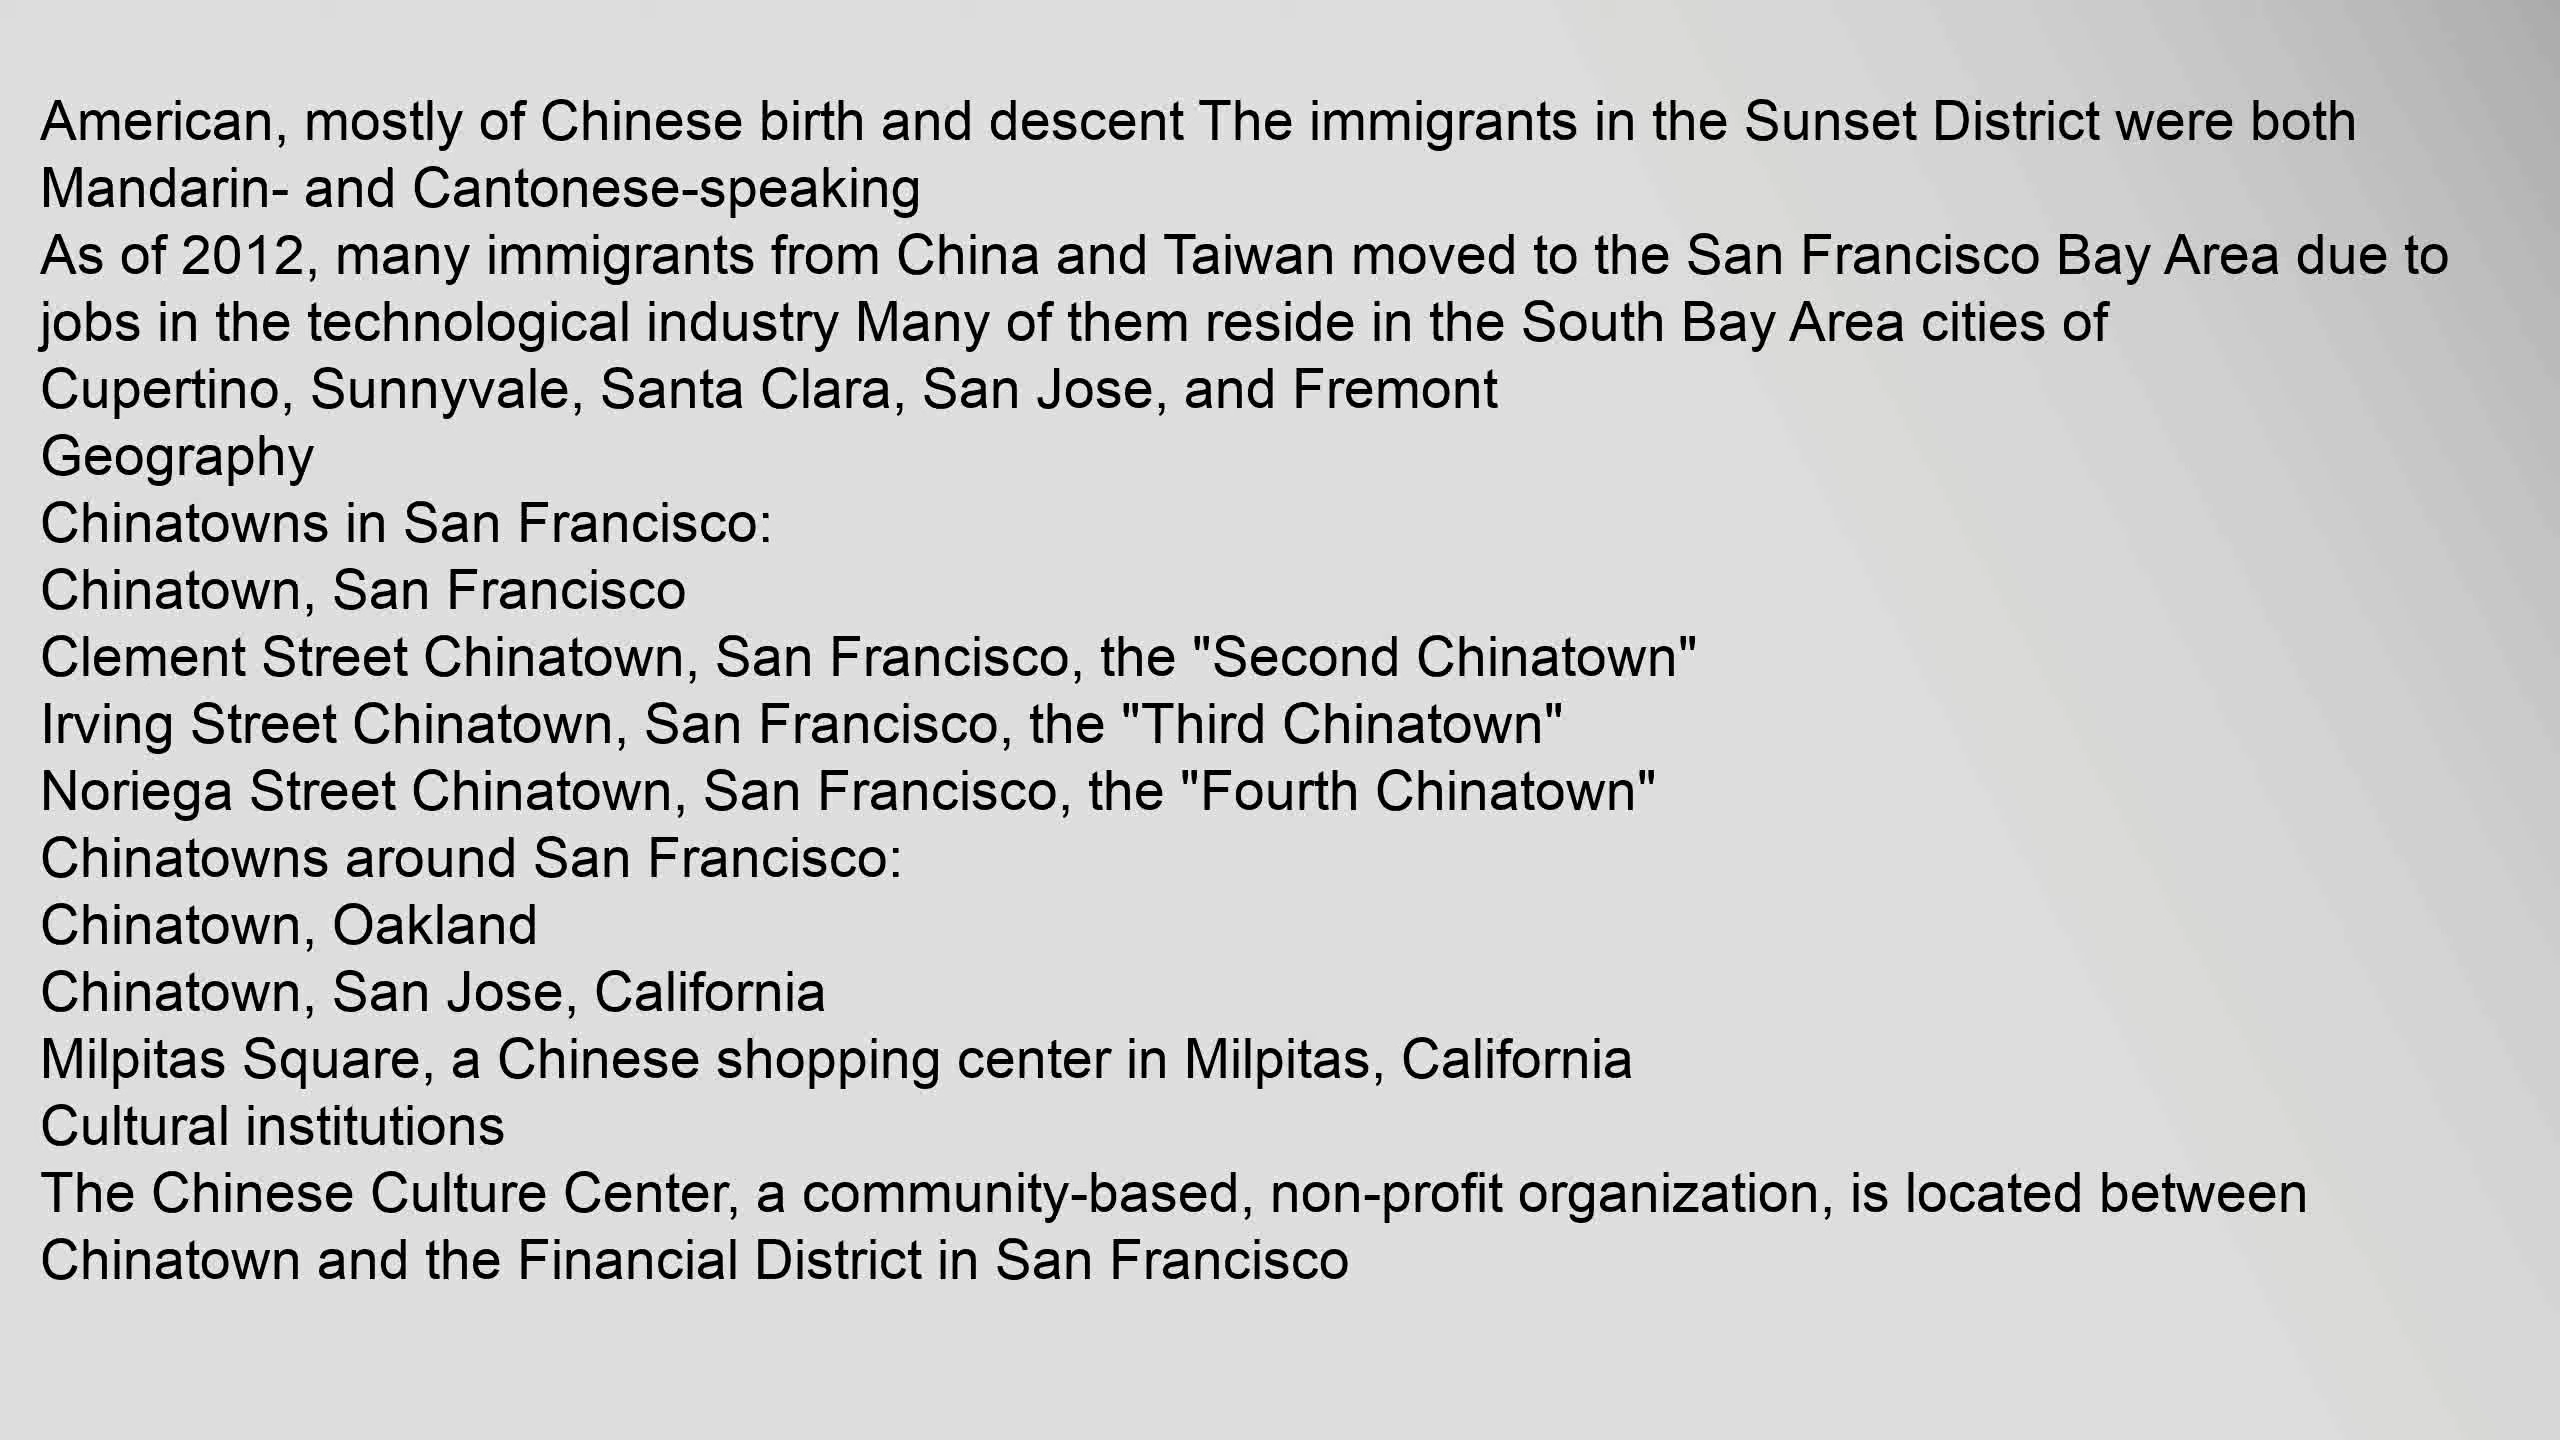 American, mostly of Chinese birth and descent The immigrants in the Sunset District were both
Mandarin- and Cantonese-speaking
As of 2012, many immigrants from China and Taiwan moved to the San Francisco Bay Area due to
jobs in the technological industry Many of them reside in the South Bay Area cities of
Cupertino, Sunnyvale, Santa Clara, San Jose, and Fremont
Geography
Chinatowns in San Francisco:
Chinatown, San Francisco
Clement Street Chinatown, San Francisco, the "Second Chinatown"
Irving Street Chinatown, San Francisco, the "Third Chinatown"
Noriega Street Chinatown, San Francisco, the "Fourth Chinatown"
Chinatowns around San Francisco:
Chinatown, Oakland
Chinatown, San Jose, California
Milpitas Square, a Chinese shopping center in Milpitas, California
Cultural institutions
The Chinese Culture Center, a community-based, non-profit organization, is located between
Chinatown and the Financial District in San Francisco